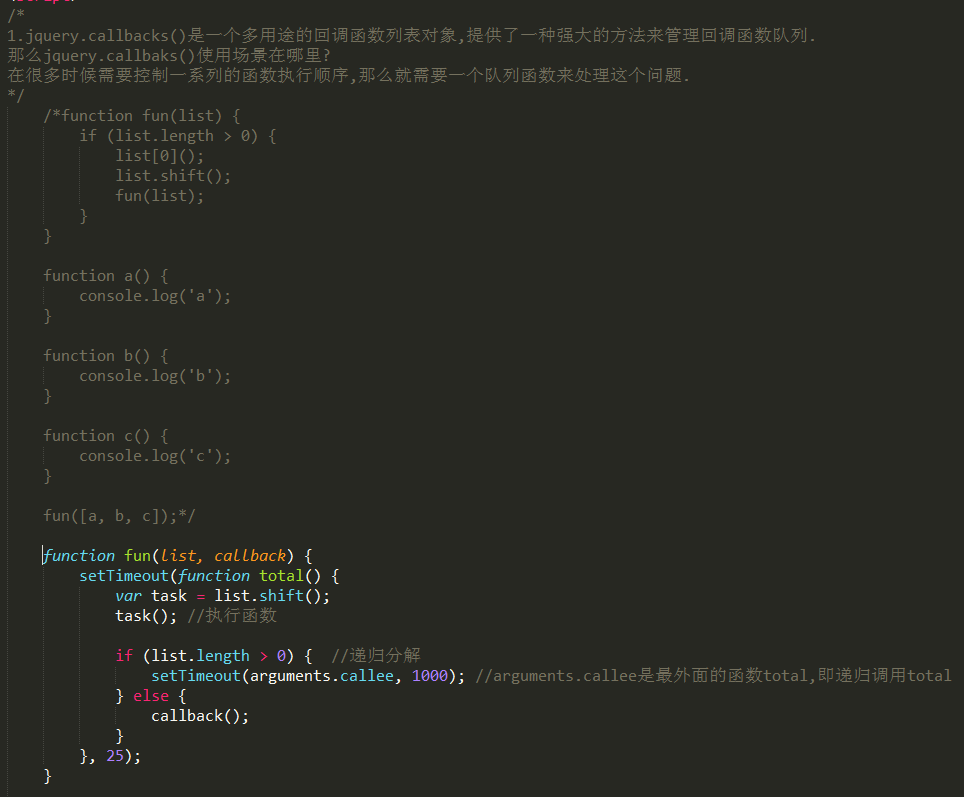 /*
1.jquery.callbacks()是一个多用途的回调函数列表对象,提供了一种强大的方法来管理回调函数队列.
那么jquery.callbaks()使用场景在哪里?
在很多时候需要控制一系列的函数执行顺序,那么就需要一个队列函数来处理这个问题.
*/
/*function fun(list) {
if (list.length > 0) {
list[0]();
list.shift();
fun(list);
}
}
function a() {
console.log('a');
}
function b() {
console.log('b');
}
function c() {
console.log('c');
}
fun([a, b, c]);*/
function fun(list, callback) {
setTimeout(function total() {
var task = list.shift();
task(); //执行函数
if (list.length > 0) {  //递归分解
setTimeout(arguments.callee, 1000); //arguments.callee是最外面的函数total,即递归调用total
} else {
callback();
}
}, 25);
}